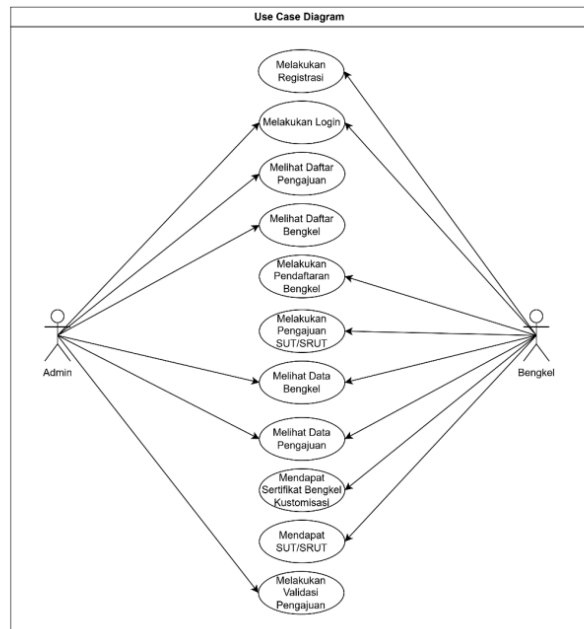 Use Case Diagram
Melakukan
Registrasi
Melakukan Login
Melihat Daftar
Pengajuan
Melihat Daftar
Bengkel
Melakukan
Pendaftaran
Bengkel
Melakukan
Pengajuan
SUT/SRUT
Admin
Bengkel
Melihat Data
Bengkel
Melihat Data
Pengajuan
Mendapat
Sertifikat Bengkel
Kustomisasi
Mendapat
SUT/SRUT
Melakukan
Validasi
Pengajuan